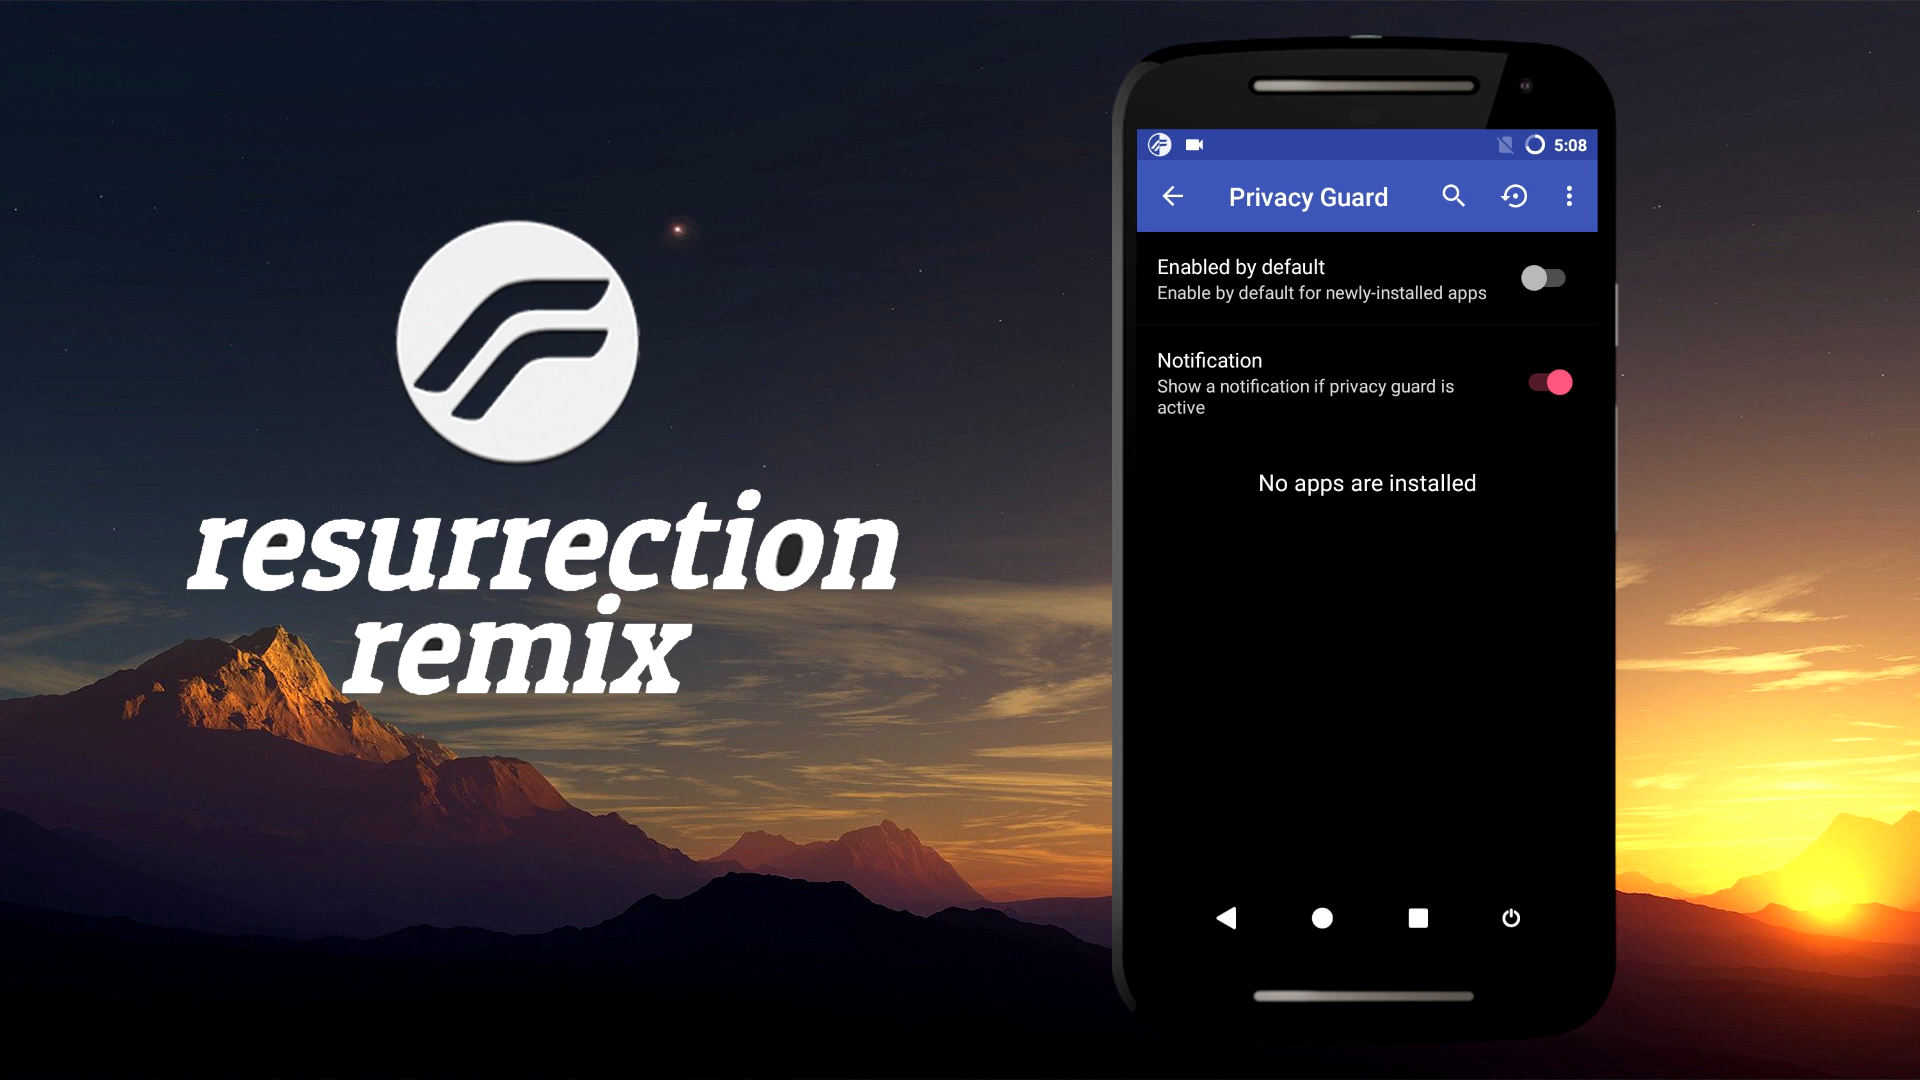 resurrection
remix
5:08
Privacy Guard
Enabled by default
Enable by default for newly-installed apps
Notification
Show a notification if privacy guard is
active
No apps are installed